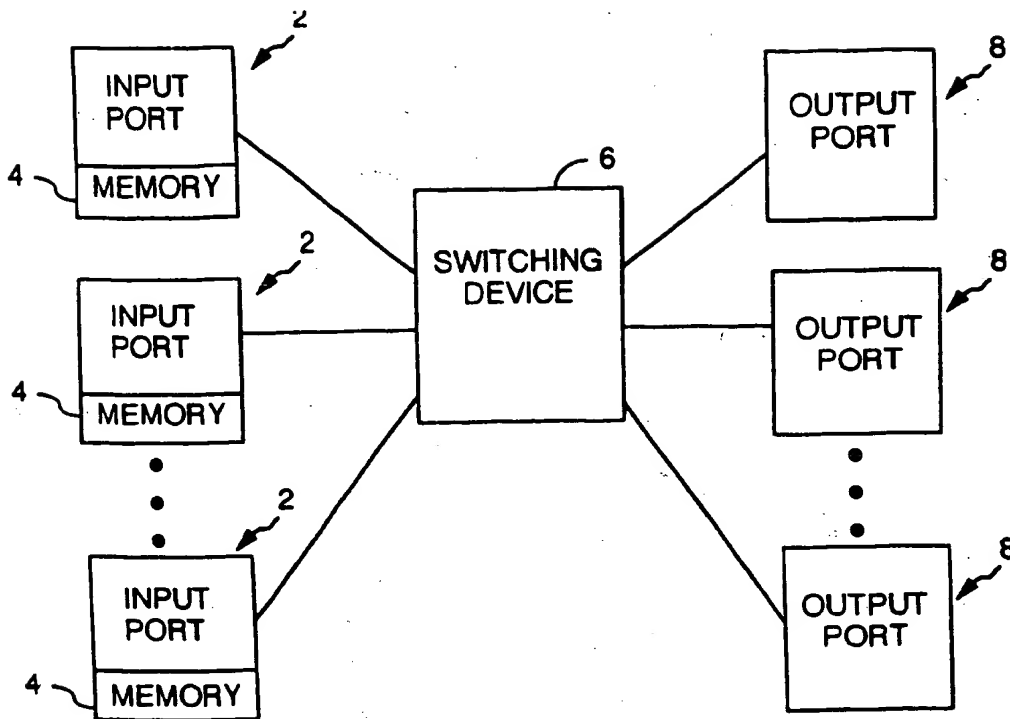 2
INPUT
PORT
4
MEMORY
8
OUTPUT
PORT
6
SWITCHING
DEVICE
2
INPUT
PORT
4
MEMORY
8
OUTPUT
PORT
2
INPUT
PORT
4
MEMORY
8
OUTPUT
PORT